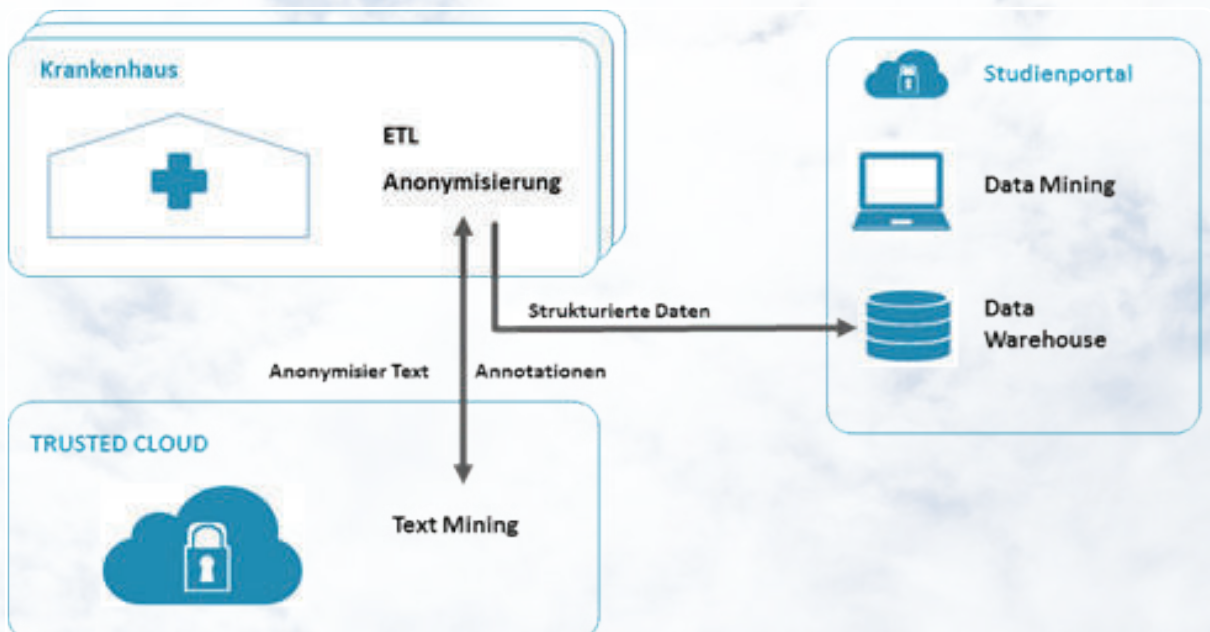 Krankenhaus
ETL
Anonymisierung
Studienportal
Data Mining
Data
Warehouse
Strukturierte Daten
Anonymisier Text
Annotationen
TRUSTED CLOUD
Text Mining